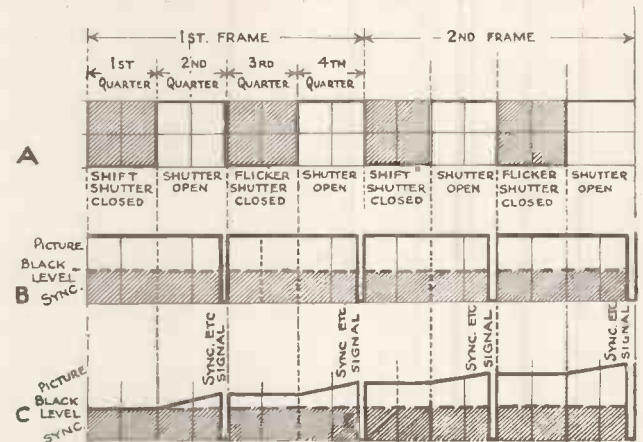 1ST. FRAME
2ND FRAME
1ST QUARTER
2ND QUARTER
3RD QUARTER
4TH QUARTER
A
SHIFT SHUTTER CLOSED
SHUTTER OPEN
FLICKER SHUTTER CLOSED
SHUTTER OPEN
SHIFT SHUTTER CLOSED
SHUTTER OPEN
FLICKER SHUTTER CLOSED
SHUTTER OPEN
PICTURE
BLACK LEVEL
B
SYNC.
SYNC. ETC SIGNAL
SYNC. ETC SIGNAL
SYNC. ETC SIGNAL
SYNC. ETC SIGNAL
PICTURE
BLACK LEVEL
C
SYNC.